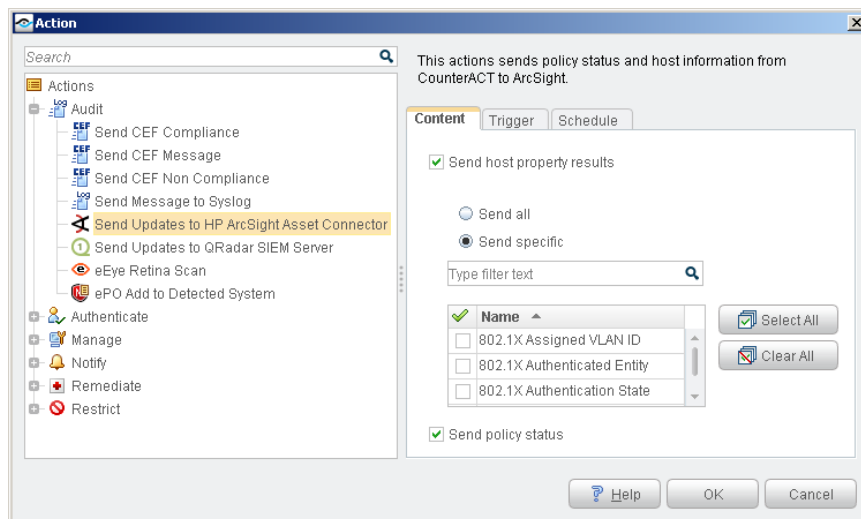 Action
Search
Actions
Audit
Send CEF Compliance
Send CEF Message
Send CEF Non Compliance
Send Message to Syslog
Send Updates to HP ArcSight Asset Connector
Send Updates to QRadar SIEM Server
eEye Retina Scan
ePO Add to Detected System
Authenticate
Manage
Notify
Remediate
Restrict
This actions sends policy status and host information from
CounterACT to ArcSight.
Content Trigger Schedule
Send host property results
Send all
Send specific
Type filter text
Name
802.1X Assigned VLAN ID
802.1X Authenticated Entity
802.1X Authentication State
Select All
Clear All
Send policy status
Help OK Cancel